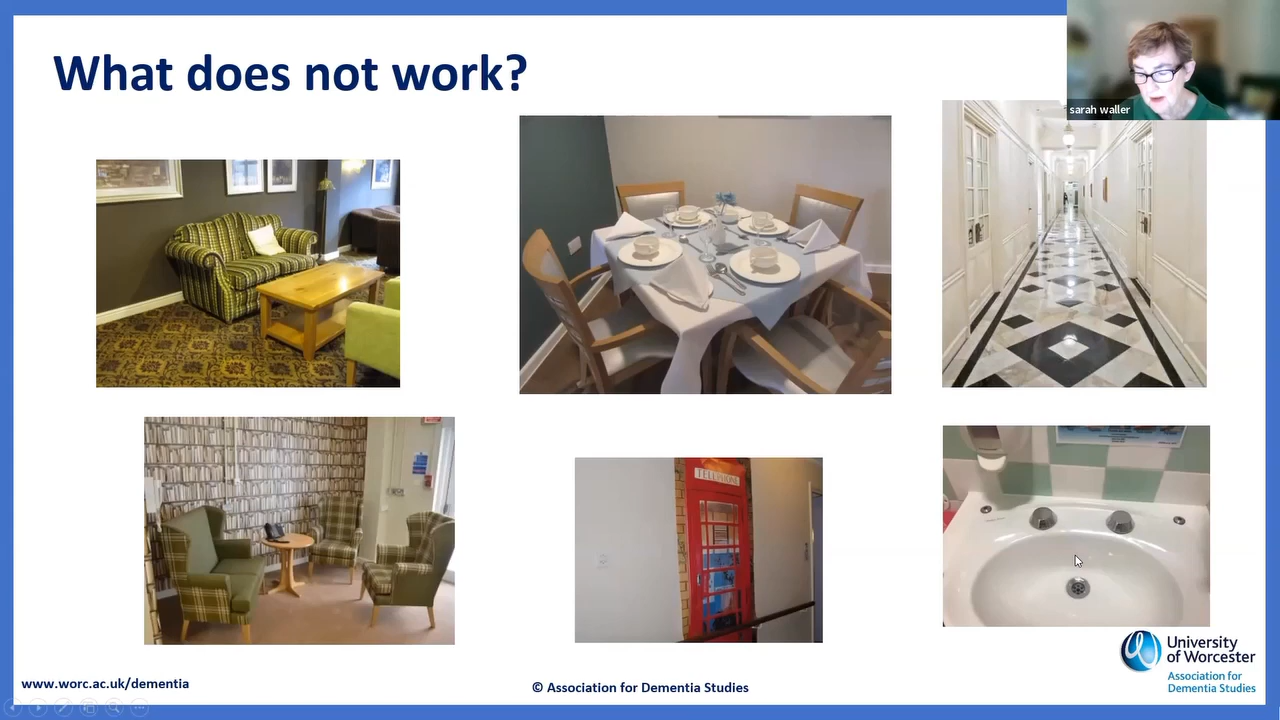 What does not work?
sarah waller
TELEPHONE
www.worc.ac.uk/dementia
© Association for Dementia Studies
University
of Worcester
Association for
Dementia Studies